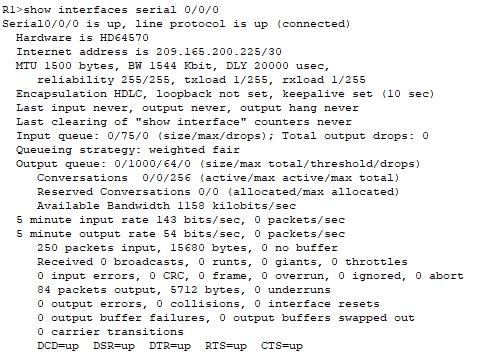 R1>show interfaces serial 0/0/0
Serial0/0/0 is up, line protocol is up (connected)
Hardware is HD64570
Internet address is 209.165.200.225/30
MTU 1500 bytes, BW 1544 Kbit, DLY 20000 usec,
reliability 255/255, txload 1/255, rxload 1/255
Encapsulation HDLC, loopback not set, keepalive set (10 sec)
Last input never, output never, output hang never
Last clearing of "show interface" counters never
Input queue: 0/75/0 (size/max/drops); Total output drops: 0
Queueing strategy: weighted fair
Output queue: 0/1000/64/0 (size/max total/threshold/drops)
Conversations 0/0/256 (active/max active/max total)
Reserved Conversations 0/0 (allocated/max allocated)
Available Bandwidth 1158 kilobits/sec
5 minute input rate 143 bits/sec, 0 packets/sec
5 minute output rate 54 bits/sec, 0 packets/sec
250 packets input, 15680 bytes, 0 no buffer
Received 0 broadcasts, 0 runts, 0 giants, 0 throttles
0 input errors, 0 CRC, 0 frame, 0 overrun, 0 ignored, 0 abort
84 packets output, 5712 bytes, 0 underruns
0 output errors, 0 collisions, 0 interface resets
0 output buffer failures, 0 output buffers swapped out
0 carrier transitions
DCD=up DSR=up DTR=up RTS=up CTS=up